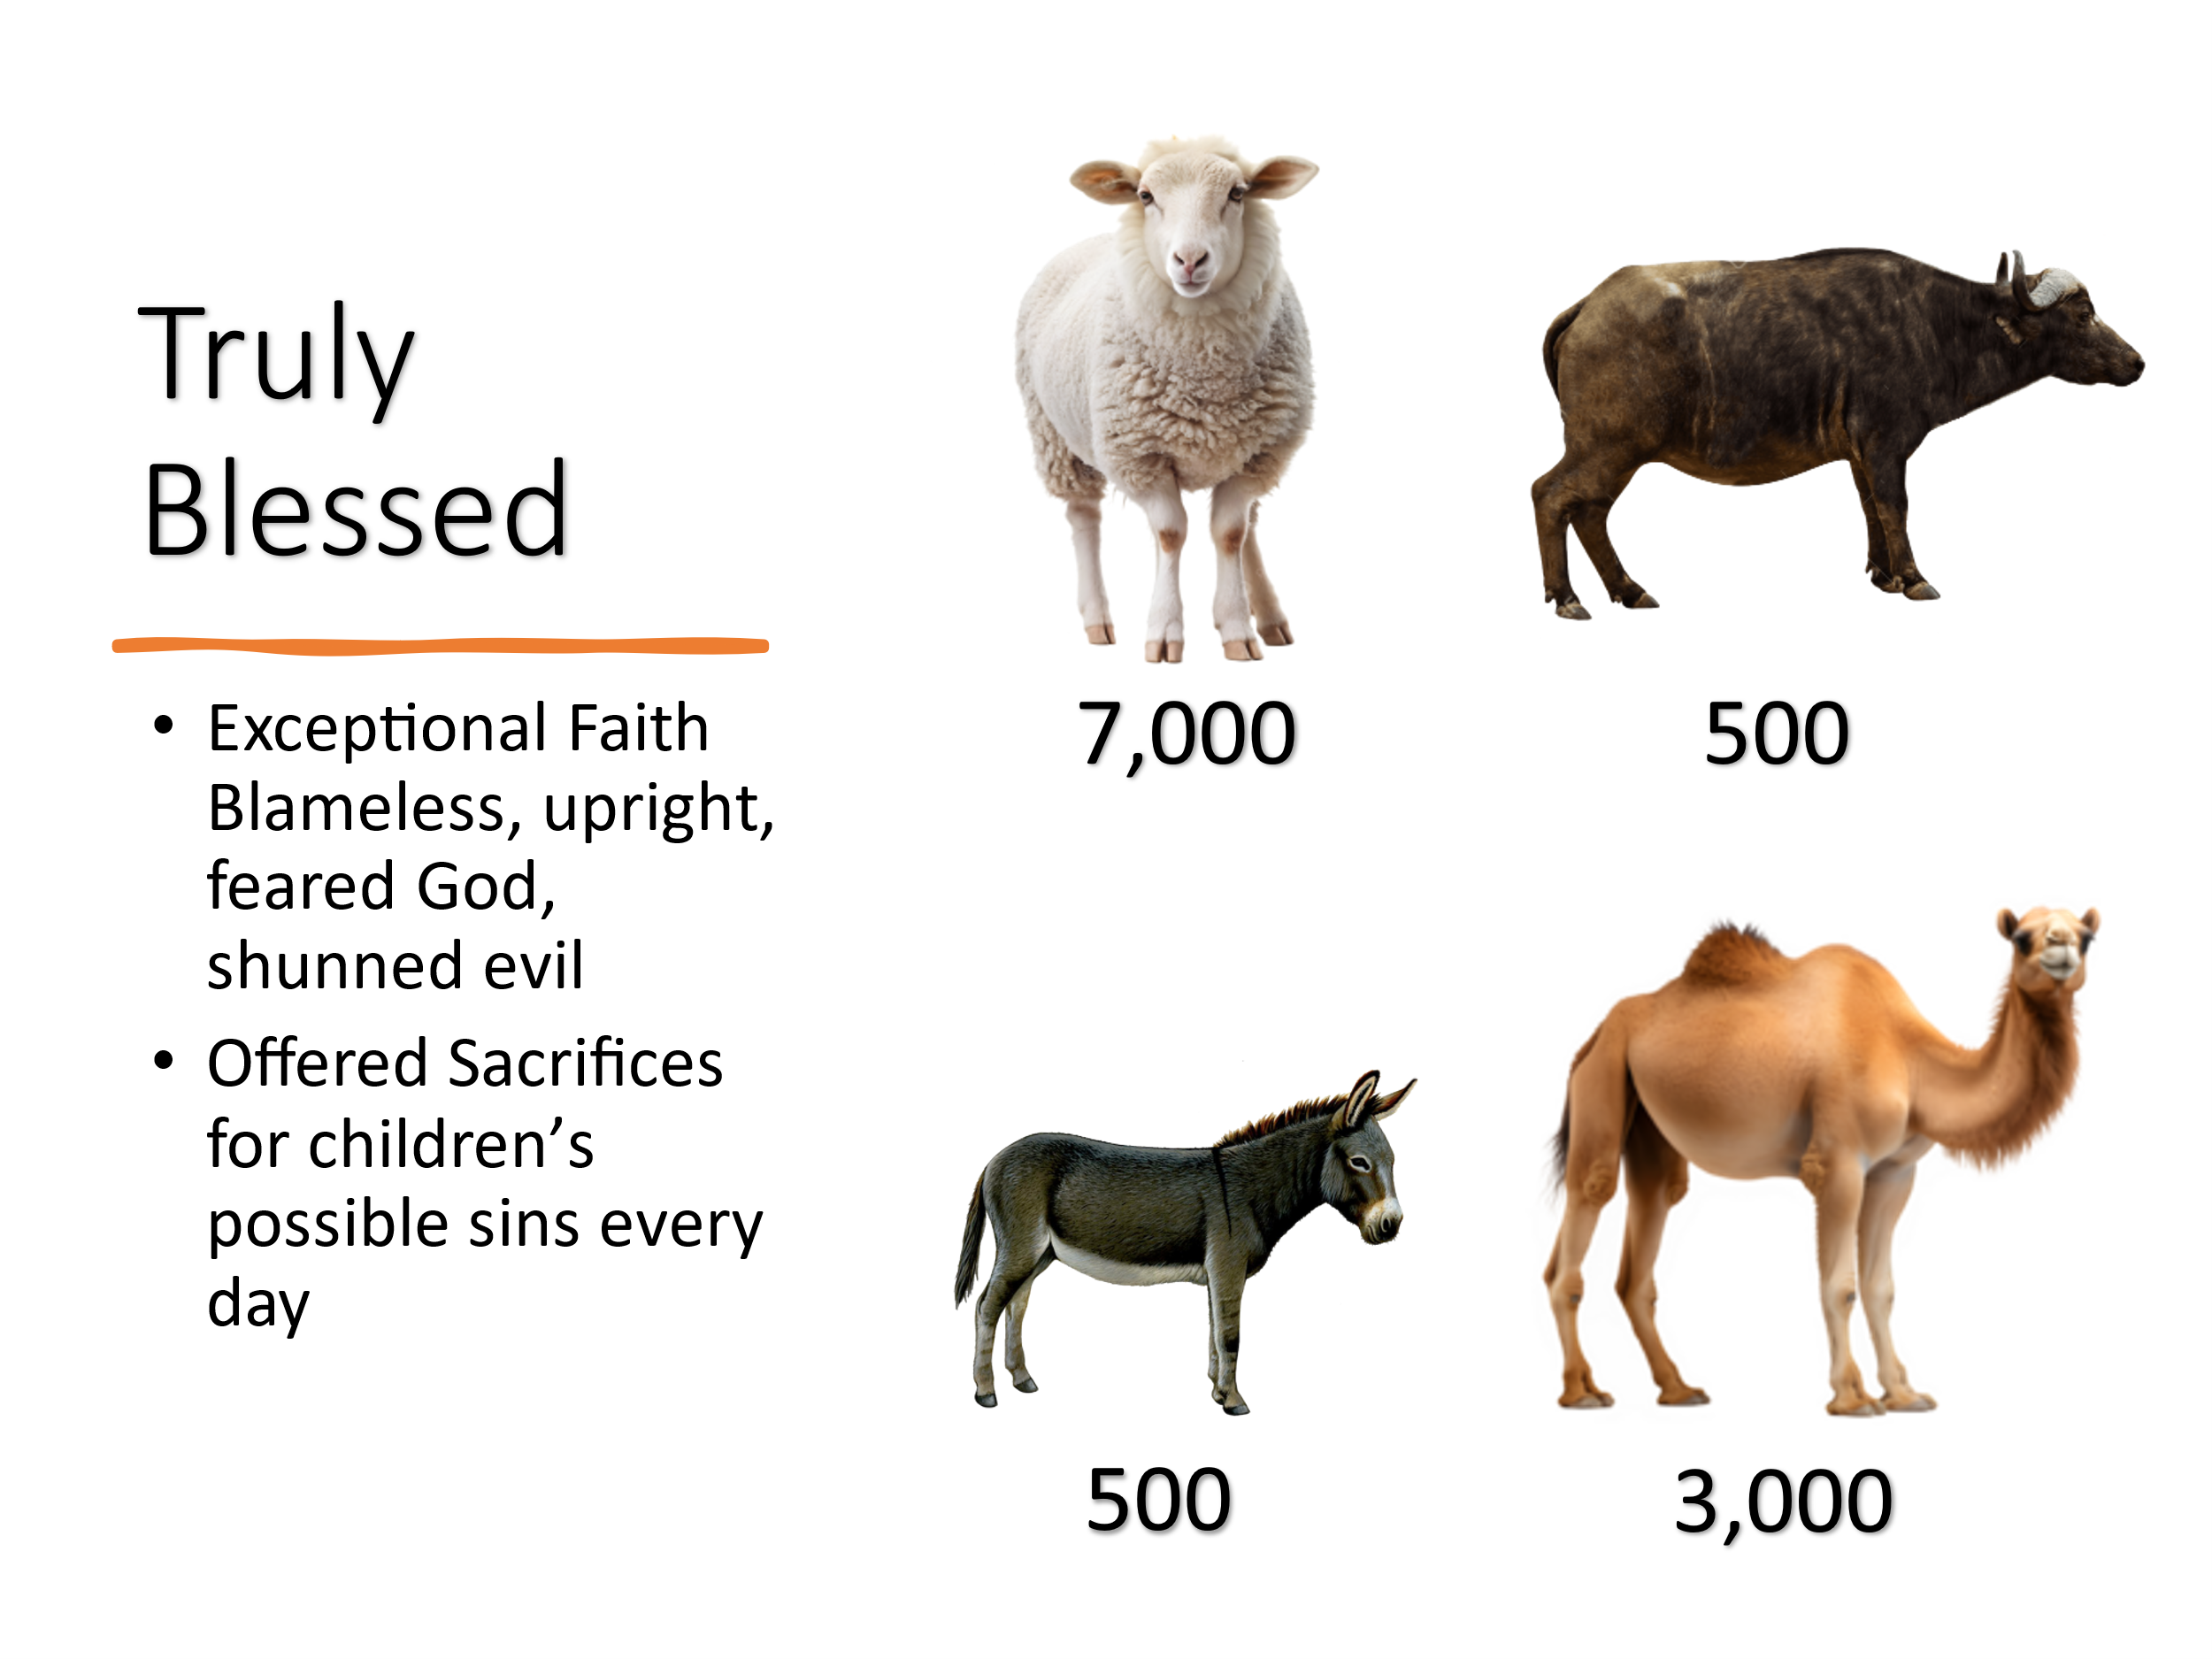 Truly
Blessed
• Exceptional Faith
Blameless, upright,
feared God,
shunned evil
• Offered Sacrifices
for children’s
possible sins every
day
7,000
500
500
3,000